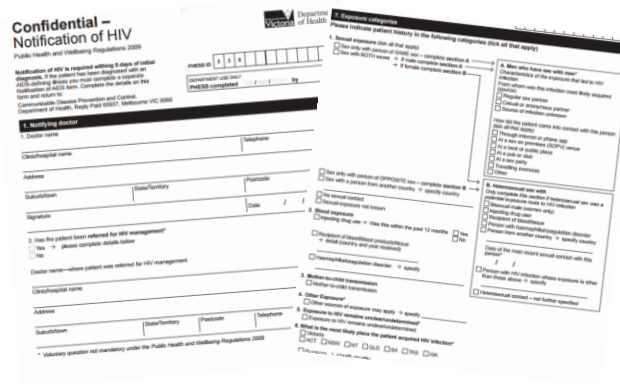 Confidential –
Notification of HIV
Public Health and Wellbeing Regulations 2009
Victoria
Department
of Health
Notification of HIV is required within 5 days of initial
diagnosis. If the patient has been diagnosed with an
AIDS-defining illness you must complete a separate
Notification of AIDS form. Complete the details on this
form and return to:
Communicable Disease Prevention and Control,
Department of Health, Reply Paid 65937, Melbourne VIC 8060
PHESS ID 3 2 0
DEPARTMENT USE ONLY
PHESS completed / / by
1. Notifying doctor
1. Doctor name
Clinic/hospital name
Telephone
Address
Suburb/town
State/Territory
Postcode
Signature
Date / /
2. Has the patient been referred for HIV management*
Yes → please complete details below
No
Doctor name—where patient was referred for HIV management
Clinic/hospital name
Address
Suburb/town
State/Territory
Postcode
Telephone
* Voluntary question not mandatory under the Public Health and Wellbeing Regulations 2009
7. Exposure categories
Please indicate patient history in the following categories (tick all that apply)
1. Sexual exposure (tick all that apply)
Sex only with person of SAME sex – complete section A
Sex with BOTH sexes → If male complete section A
→ If female complete section B
Sex only with person of OPPOSITE sex – complete section B
Sex with a person from another country → specify country
No sexual contact
Sexual exposure not known
2. Blood exposure
Injecting drug user → Was this within the past 12 months
Yes
No
Recipient of blood/blood products/tissue
→ detail (country and year received)
Haemophilia/coagulation disorder → specify
3. Mother-to-child transmission
Mother-to-child transmission
4. Other Exposure*
Other sources of exposure may apply → specify
5. Exposure to HIV remains unclear/undetermined*
Exposure to HIV remains undetermined
6. What is the most likely place the patient acquired HIV infection*
Victoria
ACT NSW NT QLD SA TAS WA
A. Men who have sex with men*
Characteristics of the exposure that led to HIV
infection
From whom was this infection most likely acquired
(source)
Regular sex partner
Casual or anonymous partner
Source of infection unknown
How did the patient come into contact with this person
(tick all that apply)
Through internet or phone app
At a sex on premises (SOPV) venue
At a beat or public place
At a pub or club
At a sex party
Travelling overseas
Other
B. Heterosexual sex with
Only complete this section if heterosexual sex was a
potential exposure route to HIV infection
Bisexual male (women only)
Injecting drug user
Recipient of blood/tissue
Person with haemophilia/coagulation disorder
Person from another country → specify country
Date of the most recent sexual contact with this
person*
/ /
Person with HIV infection whose exposure is other
than these above → specify
Heterosexual contact – not further specified